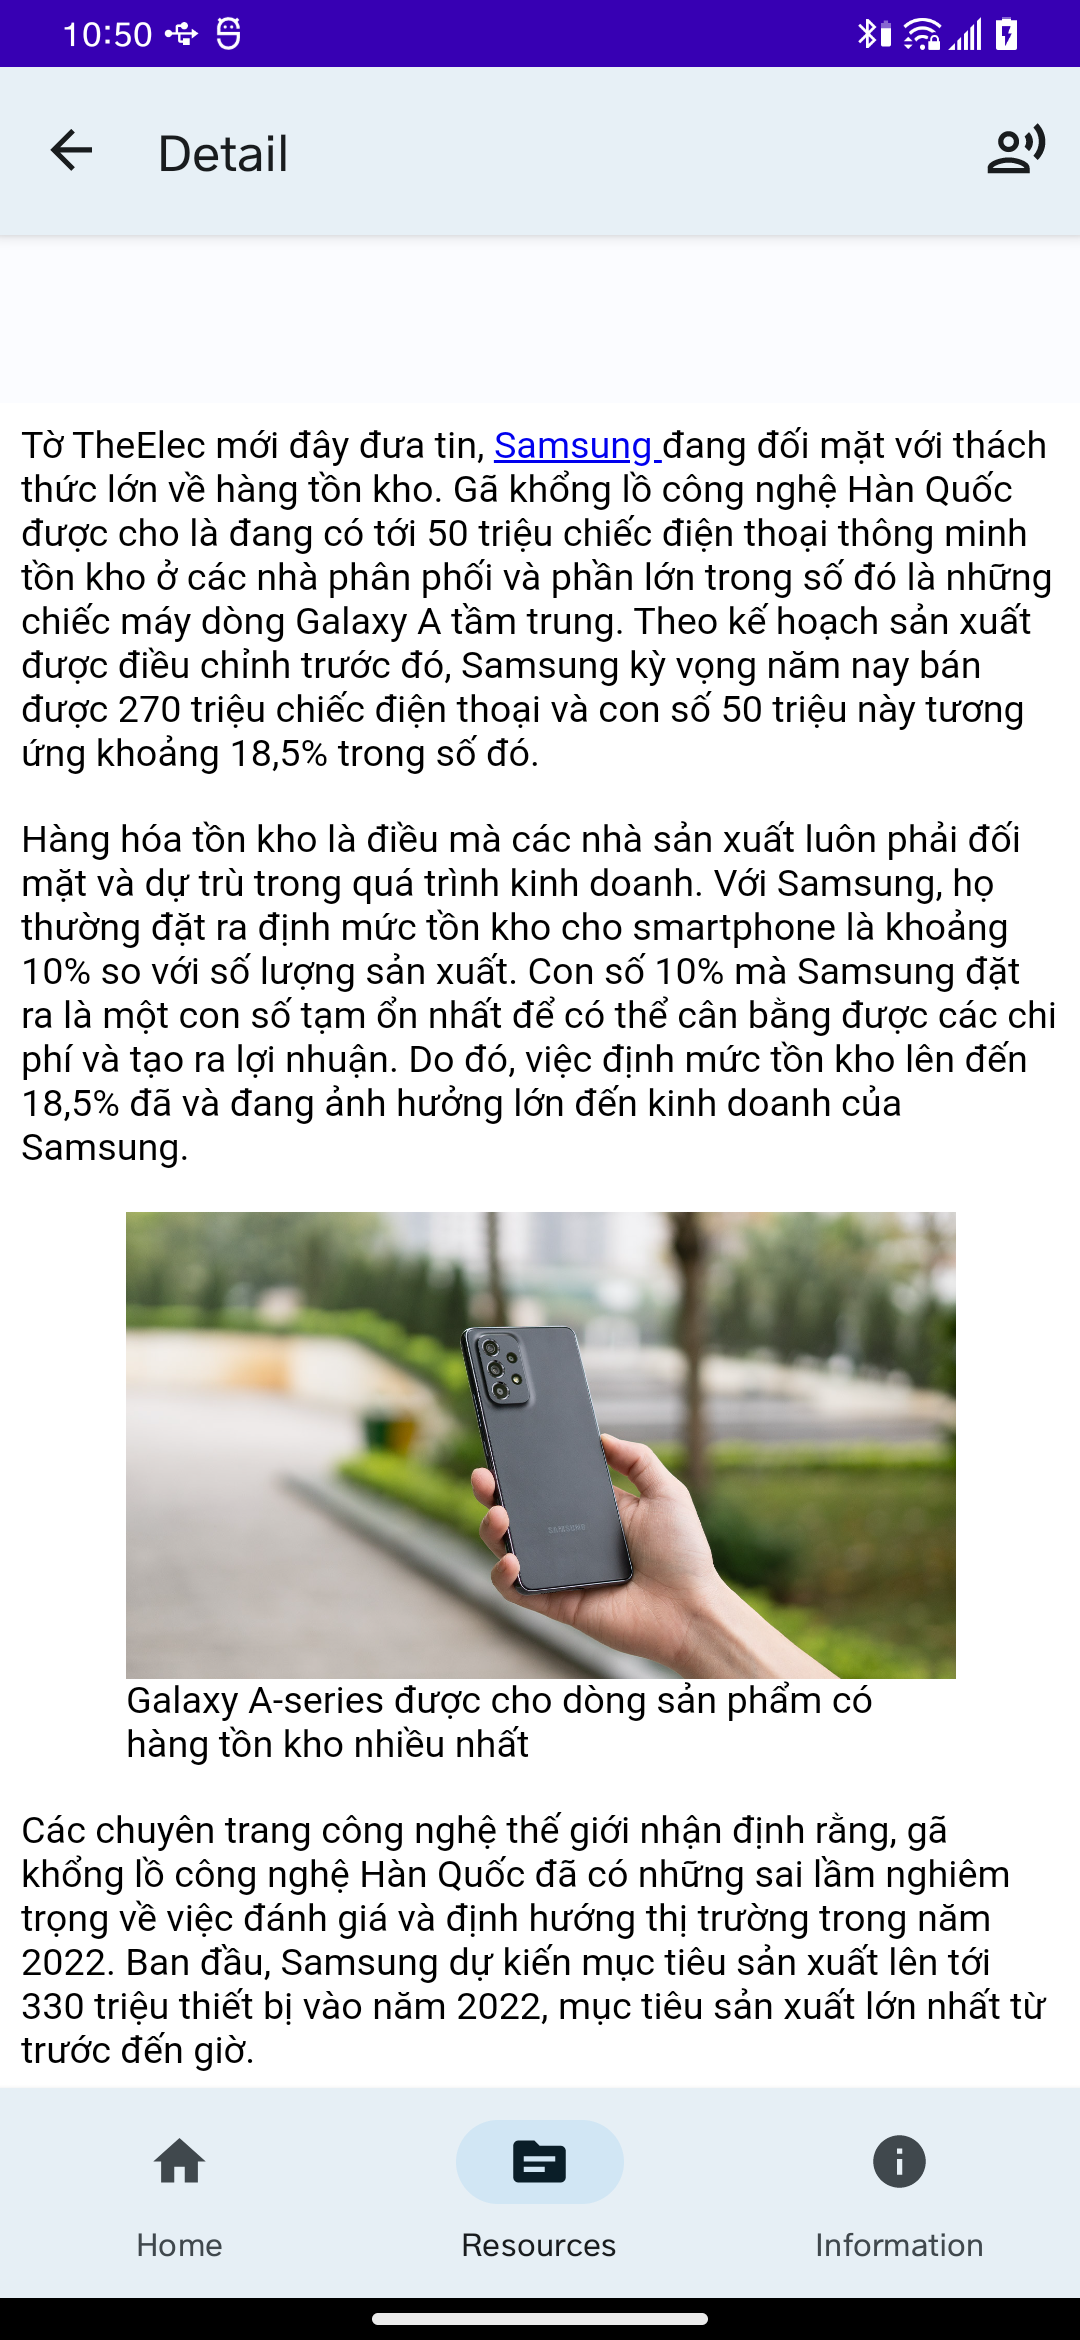 10:50
Detail
Tờ TheElec mới đây đưa tin, Samsung đang đối mặt với thách
thức lớn về hàng tồn kho. Gã khổng lồ công nghệ Hàn Quốc
được cho là đang có tới 50 triệu chiếc điện thoại thông minh
tồn kho ở các nhà phân phối và phần lớn trong số đó là những
chiếc máy dòng Galaxy A tầm trung. Theo kế hoạch sản xuất
được điều chỉnh trước đó, Samsung kỳ vọng năm nay bán
được 270 triệu chiếc điện thoại và con số 50 triệu này tương
ứng khoảng 18,5% trong số đó.
Hàng hóa tồn kho là điều mà các nhà sản xuất luôn phải đối
mặt và dự trù trong quá trình kinh doanh. Với Samsung, họ
thường đặt ra định mức tồn kho cho smartphone là khoảng
10% so với số lượng sản xuất. Con số 10% mà Samsung đặt
ra là một con số tạm ổn nhất để có thể cân bằng được các chi
phí và tạo ra lợi nhuận. Do đó, việc định mức tồn kho lên đến
18,5% đã và đang ảnh hưởng lớn đến kinh doanh của
Samsung.
SAMSUNG
Galaxy A-series được cho dòng sản phẩm có
hàng tồn kho nhiều nhất
Các chuyên trang công nghệ thế giới nhận định rằng, gã
khổng lồ công nghệ Hàn Quốc đã có những sai lầm nghiêm
trọng về việc đánh giá và định hướng thị trường trong năm
2022. Ban đầu, Samsung dự kiến mục tiêu sản xuất lên tới
330 triệu thiết bị vào năm 2022, mục tiêu sản xuất lớn nhất từ
trước đến giờ.
Home
Resources
Information